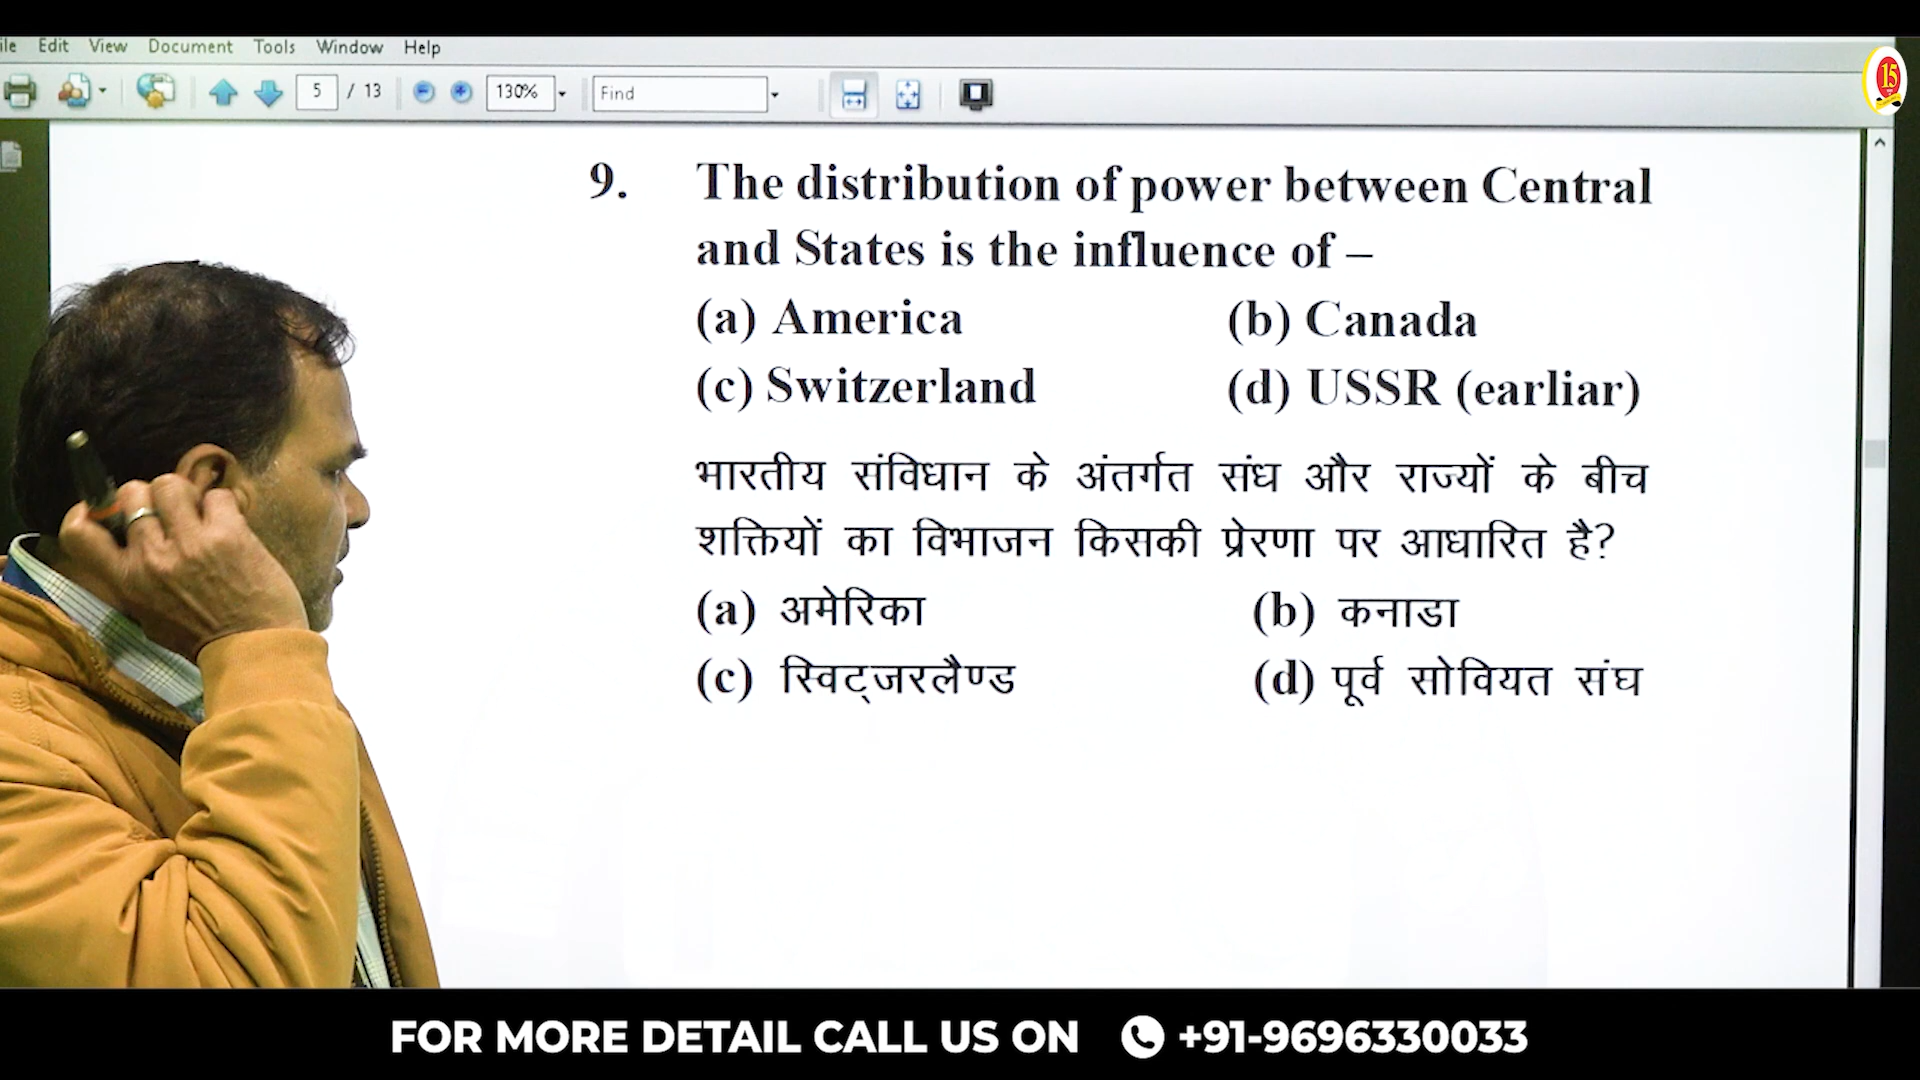 ile Edit View Document Tools Window Help
5 / 13 130% Find
15
9. The distribution of power between Central
and States is the influence of –
(a) America (b) Canada
(c) Switzerland (d) USSR (earliar)
भारतीय संविधान के अंतर्गत संघ और राज्यों के बीच
शक्तियों का विभाजन किसकी प्रेरणा पर आधारित है?
(a) अमेरिका (b) कनाडा
(c) स्विट्जरलैण्ड (d) पूर्व सोवियत संघ
FOR MORE DETAIL CALL US ON +91-9696330033